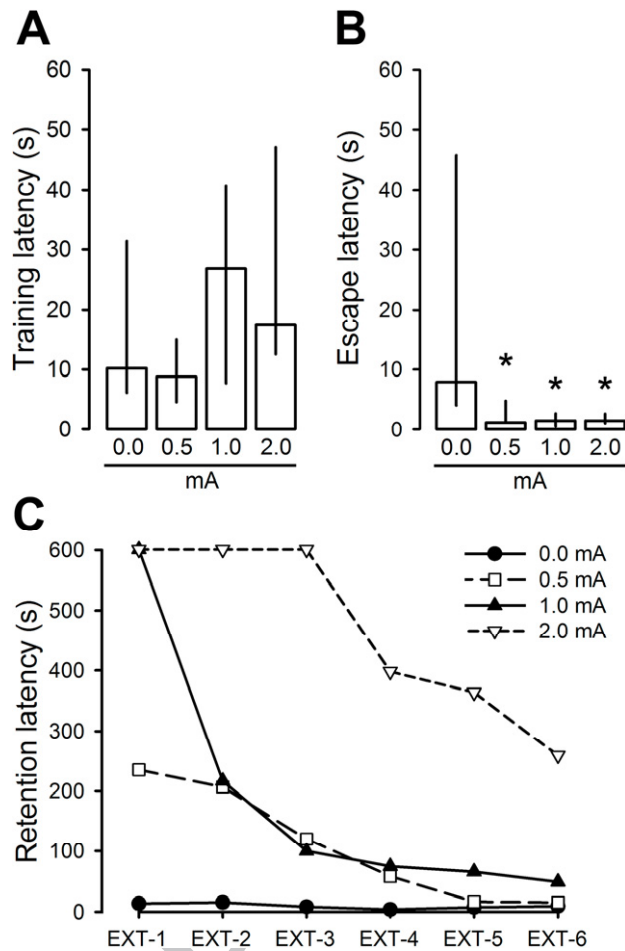 A
B
60
50
40
30
20
10
0
Training latency (s)
0.0 0.5 1.0 2.0
mA
60
50
40
30
20
10
0
Escape latency (s)
* * *
0.0 0.5 1.0 2.0
mA
C
600
500
400
300
200
100
0
Retention latency (s)
0.0 mA
0.5 mA
1.0 mA
2.0 mA
EXT-1 EXT-2 EXT-3 EXT-4 EXT-5 EXT-6